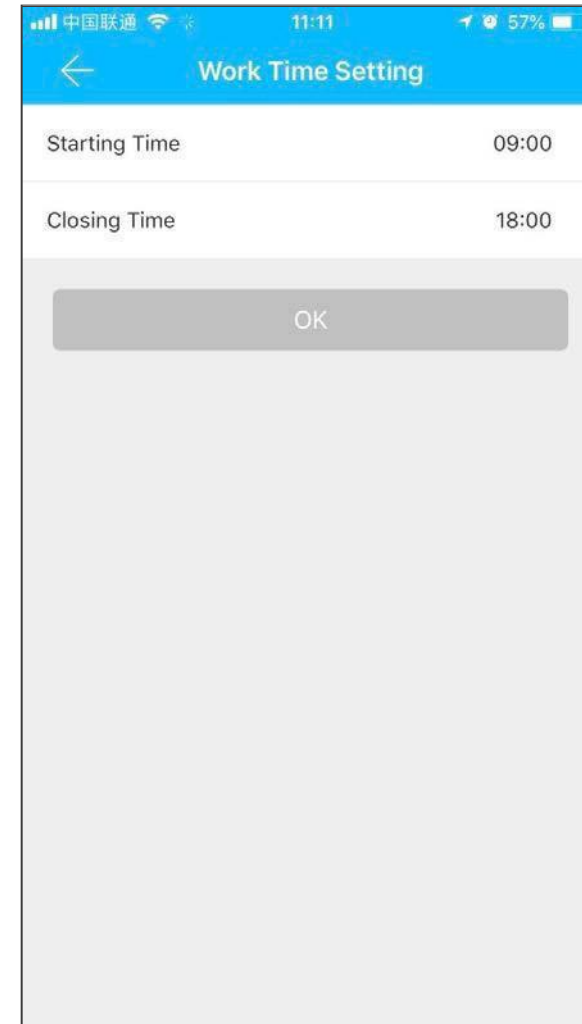 中国联通 11:11 57%
Work Time Setting
Starting Time 09:00
Closing Time 18:00
OK